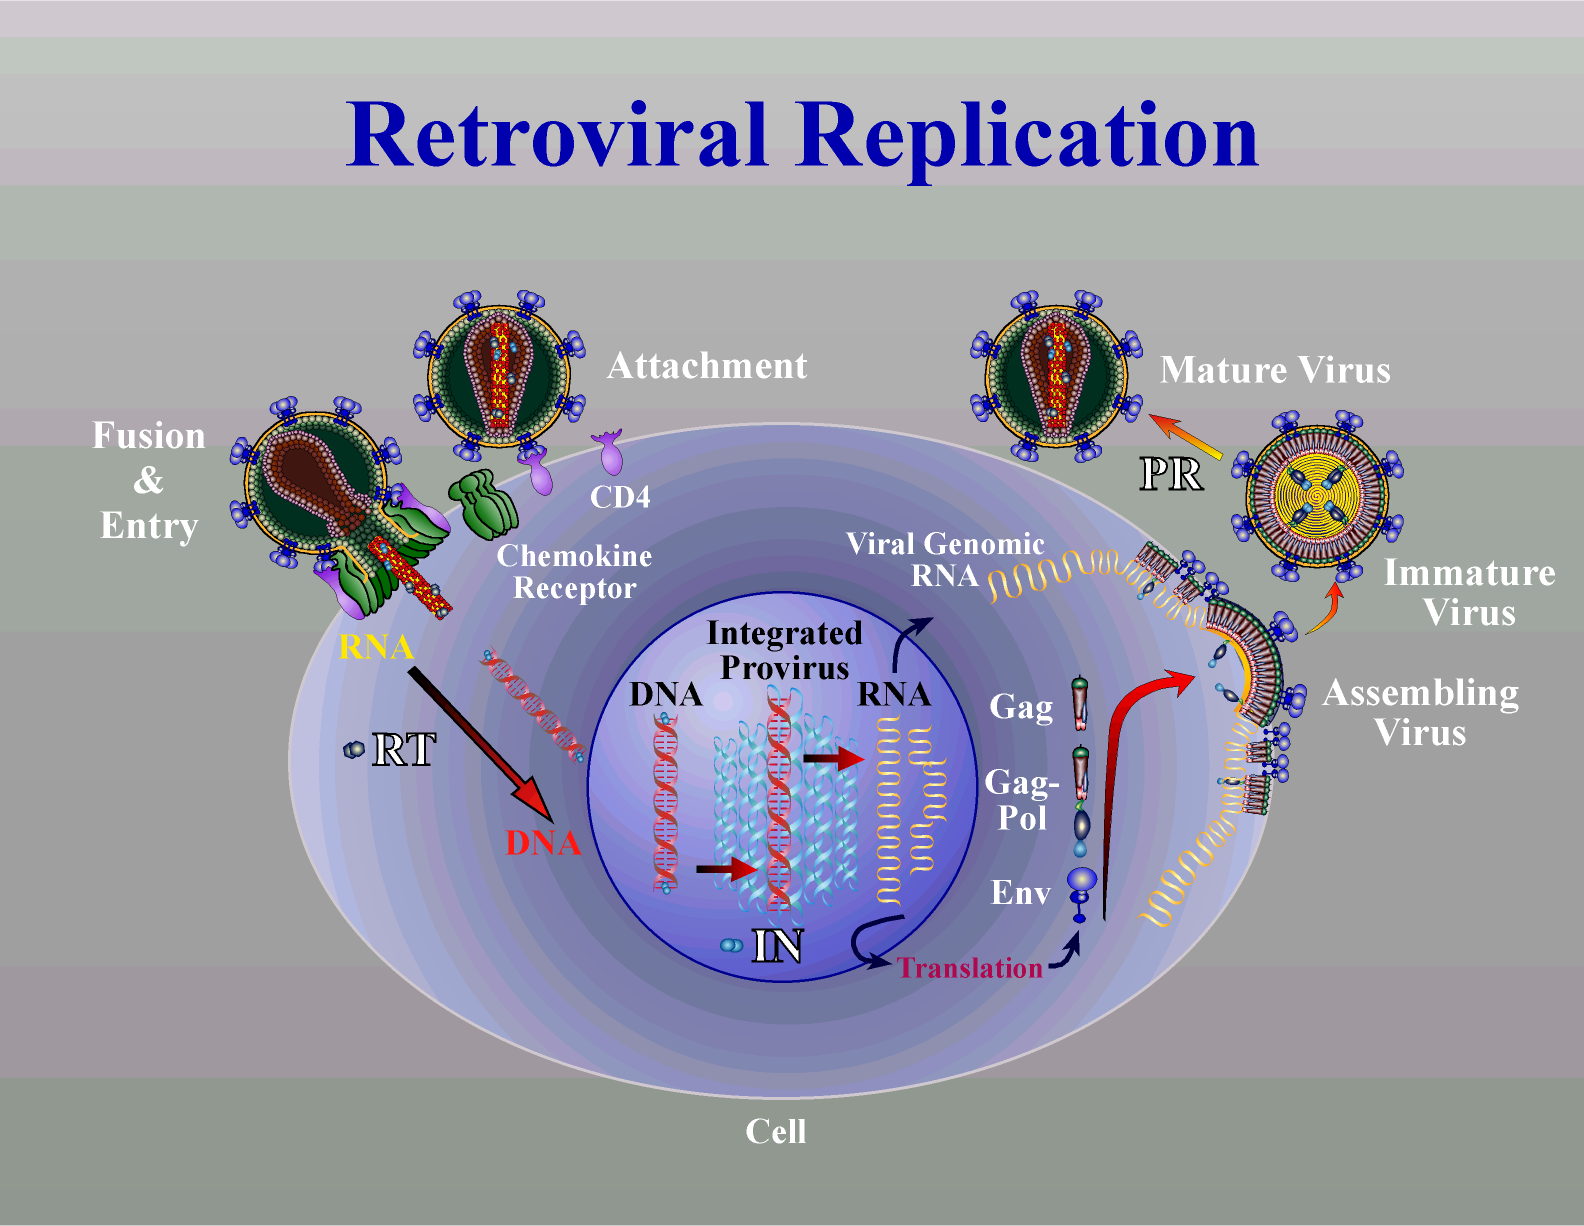 Retroviral Replication
Attachment
Mature Virus
Fusion
&
Entry
PR
CD4
Chemokine
Receptor
Viral Genomic
RNA
Immature
Virus
RNA
Integrated
Provirus
DNA
RNA
Gag
Assembling
Virus
RT
Gag-
Pol
DNA
Env
IN
Translation
Cell